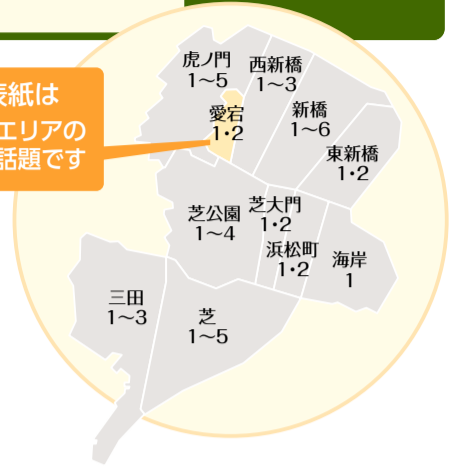 表紙は
エリアの
話題です
虎ノ門
1～5
西新橋
1～3
愛宕
1・2
新橋
1～6
東新橋
1・2
芝公園
1～4
芝大門
1・2
浜松町
1・2
海岸
1
三田
1～3
芝
1～5